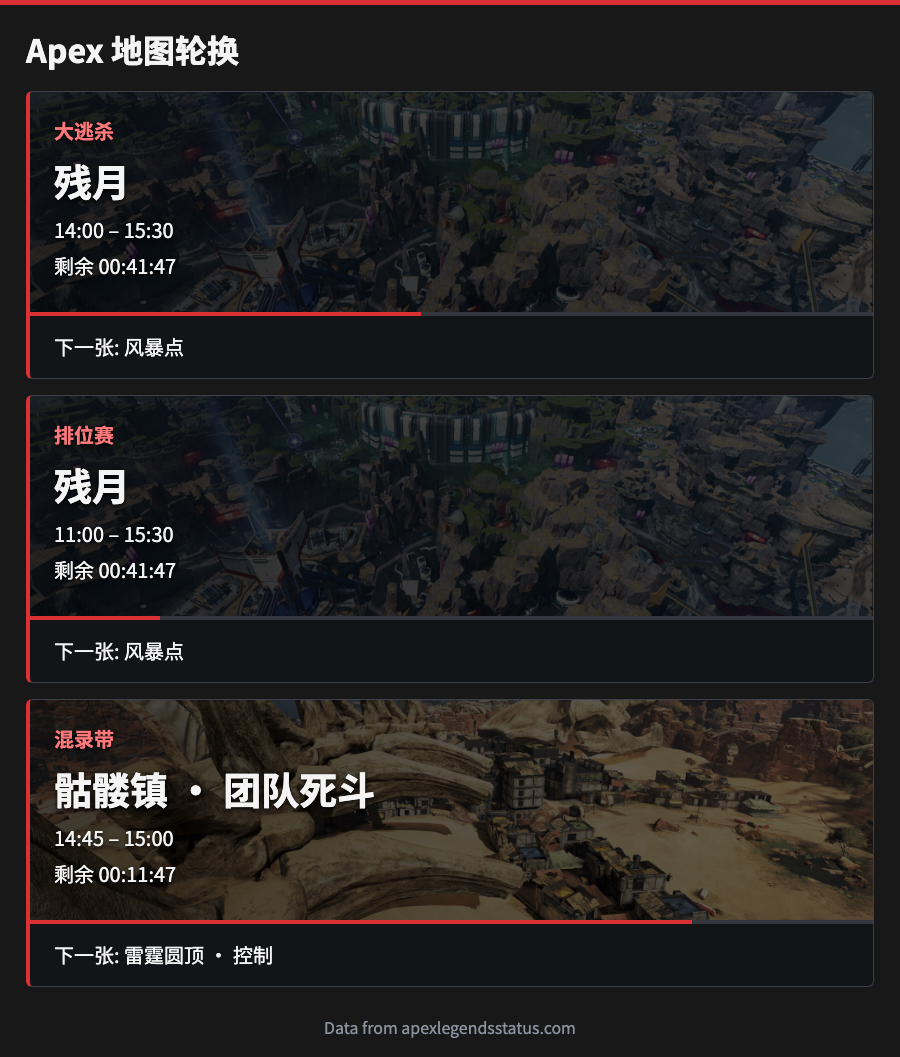 Apex 地图轮换
大逃杀
残月
14:00 – 15:30
剩余 00:41:47
下一张: 风暴点
排位赛
残月
11:00 – 15:30
剩余 00:41:47
下一张: 风暴点
混录带
骷髅镇 · 团队死斗
14:45 – 15:00
剩余 00:11:47
下一张: 雷霆圆顶 · 控制
Data from apexlegendsstatus.com